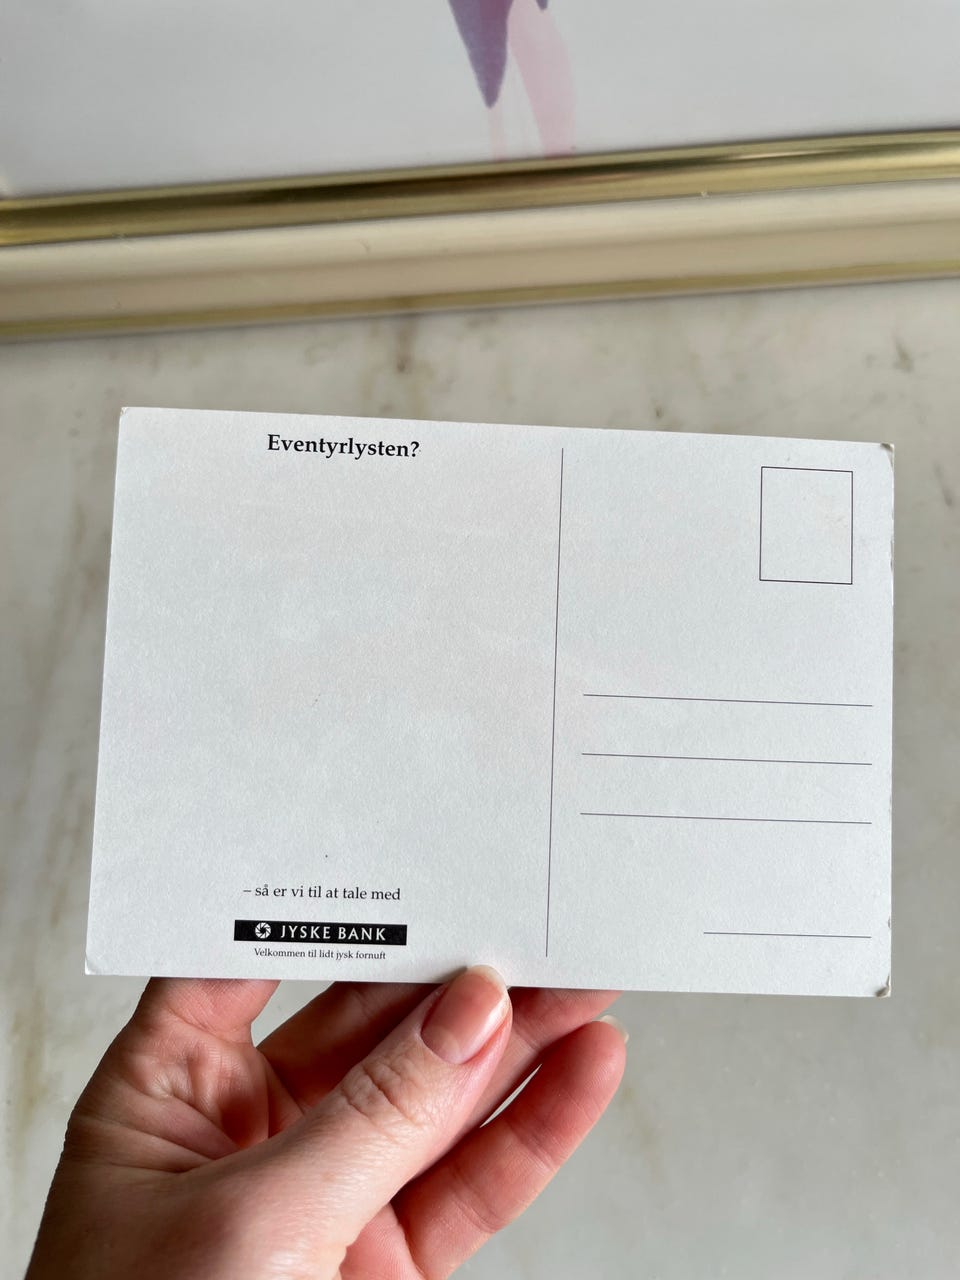 Eventyrlysten?
– så er vi til at tale med
JYSKE BANK
Velkommen til lidt jysk fornuft